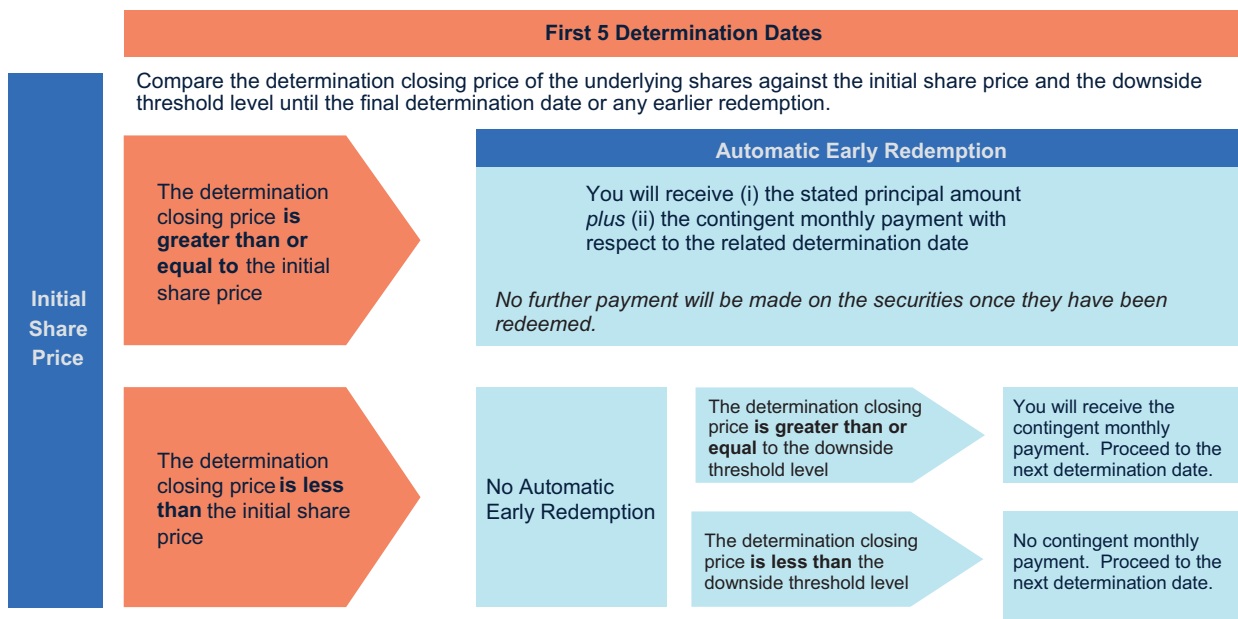 First 5 Determination Dates
Compare the determination closing price of the underlying shares against the initial share price and the downside
threshold level until the final determination date or any earlier redemption.
Initial
Share
Price
The determination
closing price is
greater than or
equal to the initial
share price
Automatic Early Redemption
You will receive (i) the stated principal amount
plus (ii) the contingent monthly payment with
respect to the related determination date
No further payment will be made on the securities once they have been
redeemed.
The determination
closing price is less
than the initial share
price
No Automatic
Early Redemption
The determination closing
price is greater than or
equal to the downside
threshold level
You will receive the
contingent monthly
payment.  Proceed to the
next determination date.
The determination closing
price is less than the
downside threshold level
No contingent monthly
payment.  Proceed to the
next determination date.